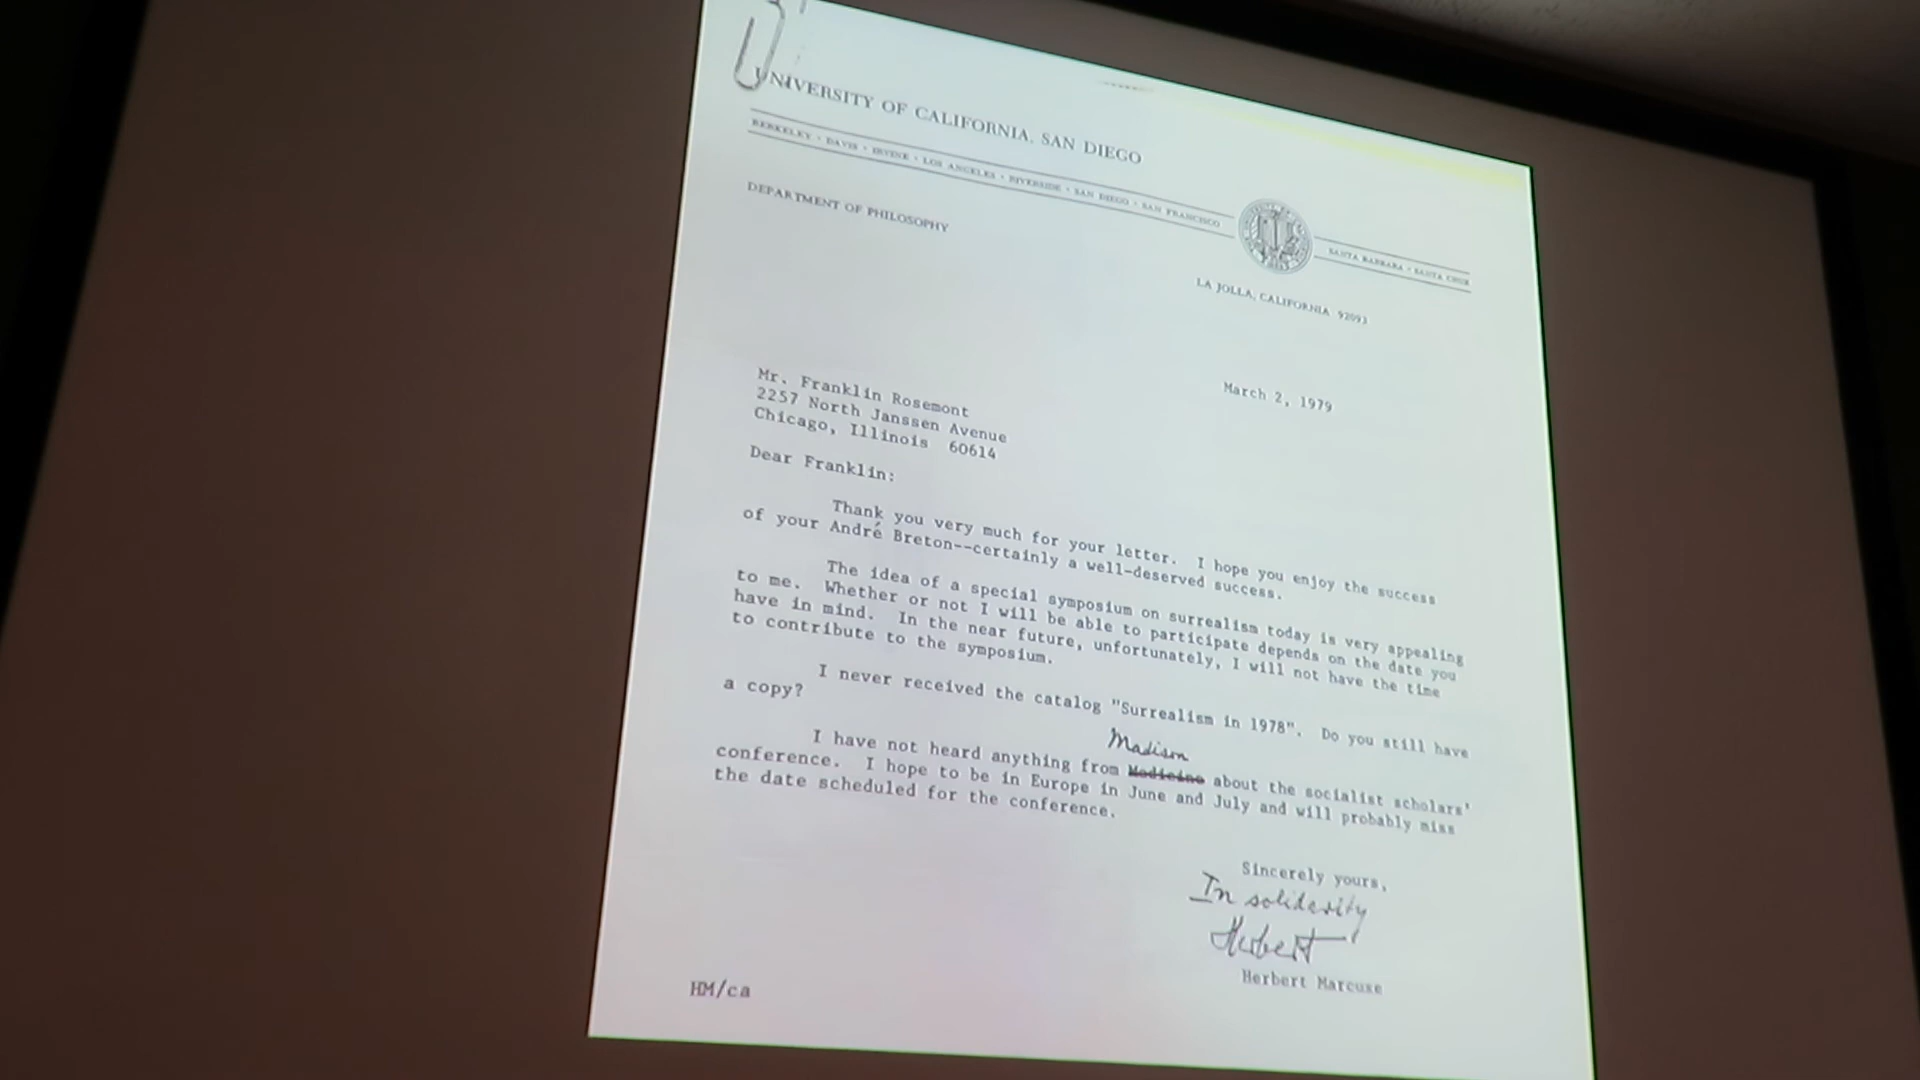 UNIVERSITY OF CALIFORNIA, SAN DIEGO
BERKELEY · DAVIS · IRVINE · LOS ANGELES · RIVERSIDE · SAN DIEGO · SAN FRANCISCO
SANTA BARBARA · SANTA CRUZ
DEPARTMENT OF PHILOSOPHY
LA JOLLA, CALIFORNIA 92093
March 2, 1979
Mr. Franklin Rosemont
2257 North Janssen Avenue
Chicago, Illinois 60614
Dear Franklin:
Thank you very much for your letter. I hope you enjoy the success
of your André Breton--certainly a well-deserved success.
The idea of a special symposium on surrealism today is very appealing
to me. Whether or not I will be able to participate depends on the date you
have in mind. In the near future, unfortunately, I will not have the time
to contribute to the symposium.
I never received the catalog "Surrealism in 1978". Do you still have
a copy?
Madison
I have not heard anything from Medicine about the socialist scholars'
conference. I hope to be in Europe in June and July and will probably miss
the date scheduled for the conference.
Sincerely yours,
In solidarity
Herbert
Herbert Marcuse
HM/ca